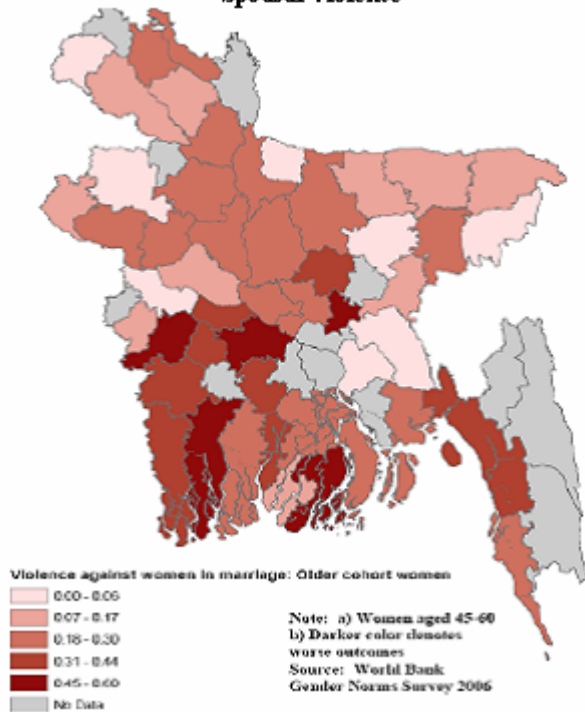 spousal violence
Violence against women in marriage: Older cohort women
0.00 - 0.06
0.07 - 0.17
0.18 - 0.30
0.31 - 0.44
0.45 - 0.60
No Data
Note: a) Women aged 45-60
b) Darker color denotes
worse outcomes
Source: World Bank
Gender Norms Survey 2006